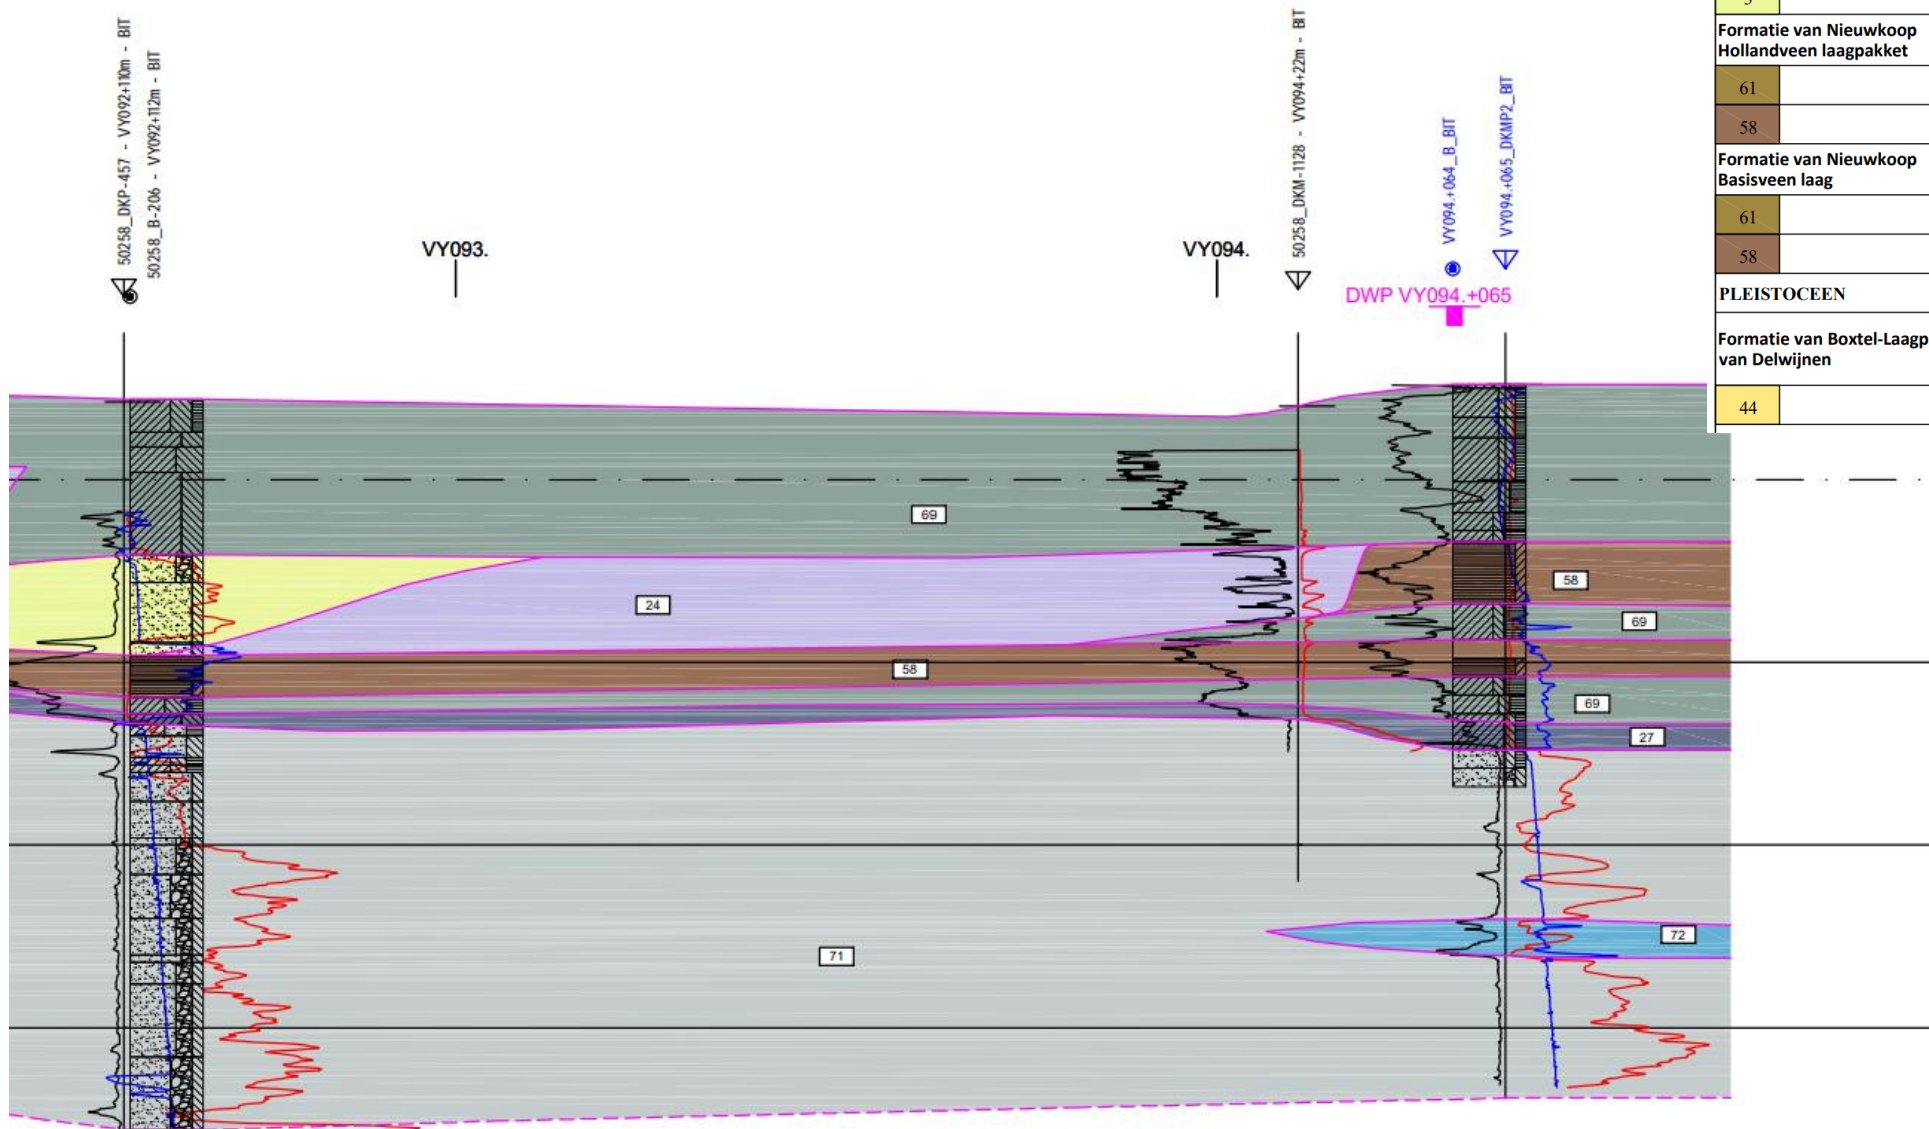 50258_DKP-457 - VY092+110m - BIT
50258_B-206 - VY092+112m - BIT
VY093.
VY094.
50258_DKM-1128 - VY094+22m - BIT
VY094.+064_B_BIT
VY094.+065_DKMP2_BIT
DWP VY094.+065
Formatie van Nieuwkoop
Hollandveen laagpakket
61
58
Formatie van Nieuwkoop
Basisveen laag
61
58
PLEISTOCEEN
Formatie van Boxtel-Laagp
van Delwijnen
44
69
58
24
69
58
69
27
72
71